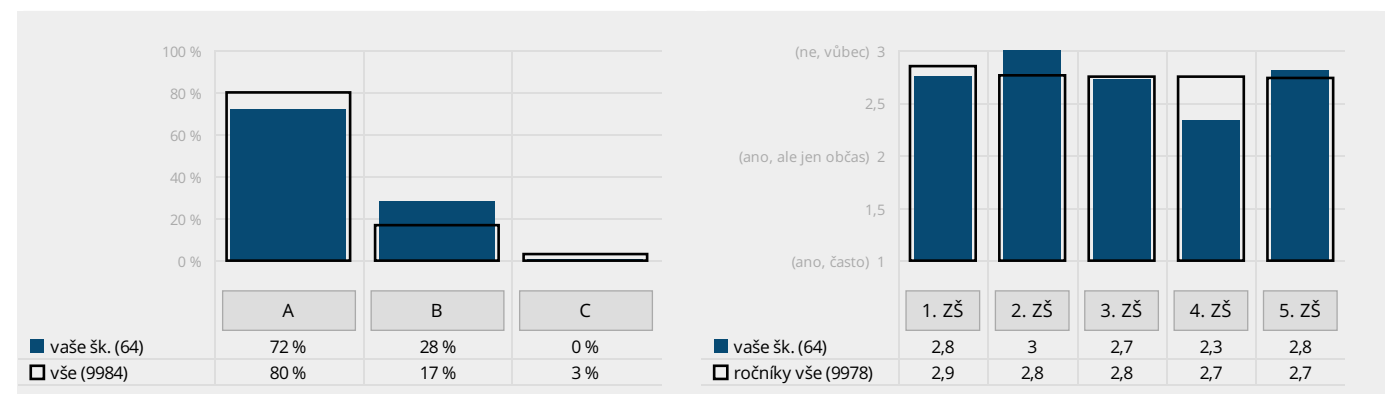 100 %
80 %
60 %
40 %
20 %
0 %
A B C
vaše šk. (64) 72 % 28 % 0 %
vše (9984) 80 % 17 % 3 %
(ne, vůbec) 3
2,5
(ano, ale jen občas) 2
1,5
(ano, často) 1
1. ZŠ 2. ZŠ 3. ZŠ 4. ZŠ 5. ZŠ
vaše šk. (64) 2,8 3 2,7 2,3 2,8
ročníky vše (9978) 2,9 2,8 2,8 2,7 2,7